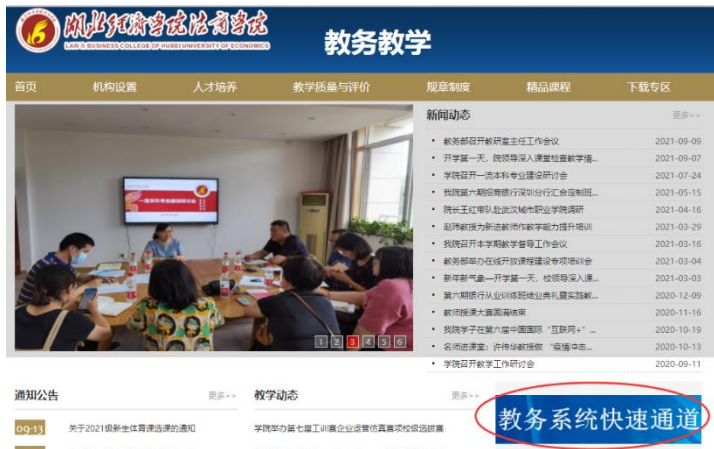 湖北经济学院法商学院
LAW & BUSINESS COLLEGE OF HUBEI UNIVERSITY OF ECONOMICS
教务教学
首页 机构设置 人才培养 教学质量与评价 规章制度 精品课程 下载专区
一流本科专业建设研讨会
1 2 3 4 5 6
新闻动态 更多>>
教务部召开教研室主任工作会议 2021-09-09
开学第一天，院领导深入课堂检查教学情... 2021-09-07
学院召开一流本科专业建设研讨会 2021-07-24
我院第六期招商银行深圳分行汇合定制班... 2021-05-15
院长王红带队赴武汉城市职业学院调研 2021-04-16
赵玮教授为新进教师作教学能力提升培训 2021-03-29
我院召开本学期教学督导工作会议 2021-03-16
教务部举办在线开放课程建设专项培训会 2021-03-04
新年新气象—开学第一天，校领导深入课... 2021-03-03
第六期银行从业训练班结业典礼暨实践教... 2020-12-09
教师授课大赛圆满结束 2020-11-16
我院学子在第六届中国国际“互联网+”... 2020-10-19
名师进课堂：许传华教授做“疫情冲击... 2020-10-13
学院召开教学工作研讨会 2020-09-11
通知公告 更多>>
09-13 关于2021级新生体育课选课的通知
教学动态 更多>>
学院举办第七届工训赛企业运营仿真赛项校级选拔赛
教务系统快速通道